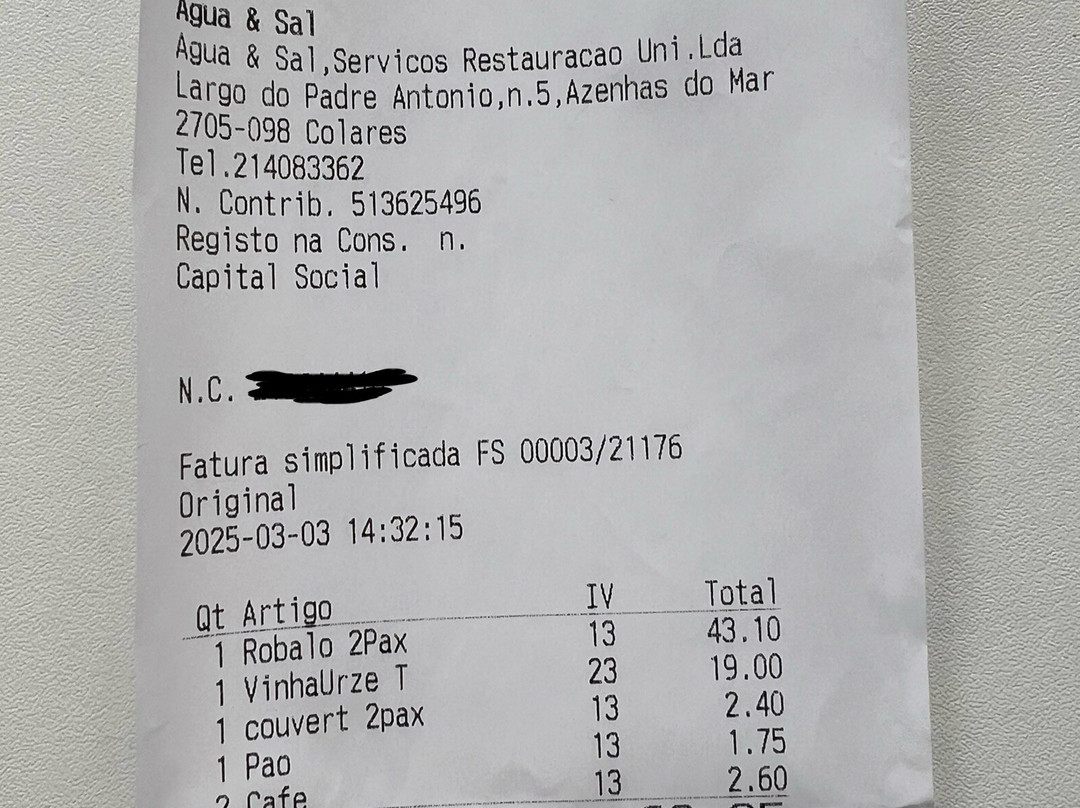 Agua & Sal
Agua & Sal,Servicos Restauracao Uni.Lda
Largo do Padre Antonio,n.5,Azenhas do Mar
2705-098 Colares
Tel.214083362
N. Contrib. 513625496
Registo na Cons. n.
Capital Social
N.C.
Fatura simplificada FS 00003/21176
Original
2025-03-03 14:32:15
Qt Artigo IV Total
1 Robalo 2Pax 13 43.10
1 VinhaUrze T 23 19.00
1 couvert 2pax 13 2.40
1 Pao 13 1.75
2 Cafe 13 2.60